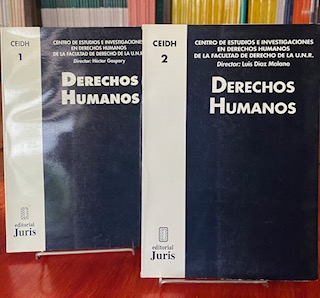 CEIDH
1
CENTRO DE ESTUDIOS E INVESTIGACIONES
EN DERECHOS HUMANOS
DE LA FACULTAD DE DERECHO DE LA U.N.R.
Director: Héctor Gaspary
DERECHOS
HUMANOS
editorial
Juris
CEIDH
2
CENTRO DE ESTUDIOS E INVESTIGACIONES
EN DERECHOS HUMANOS
DE LA FACULTAD DE DERECHO DE LA U.N.R.
Director: Luis Díaz Molano
DERECHOS
HUMANOS
editorial
Juris